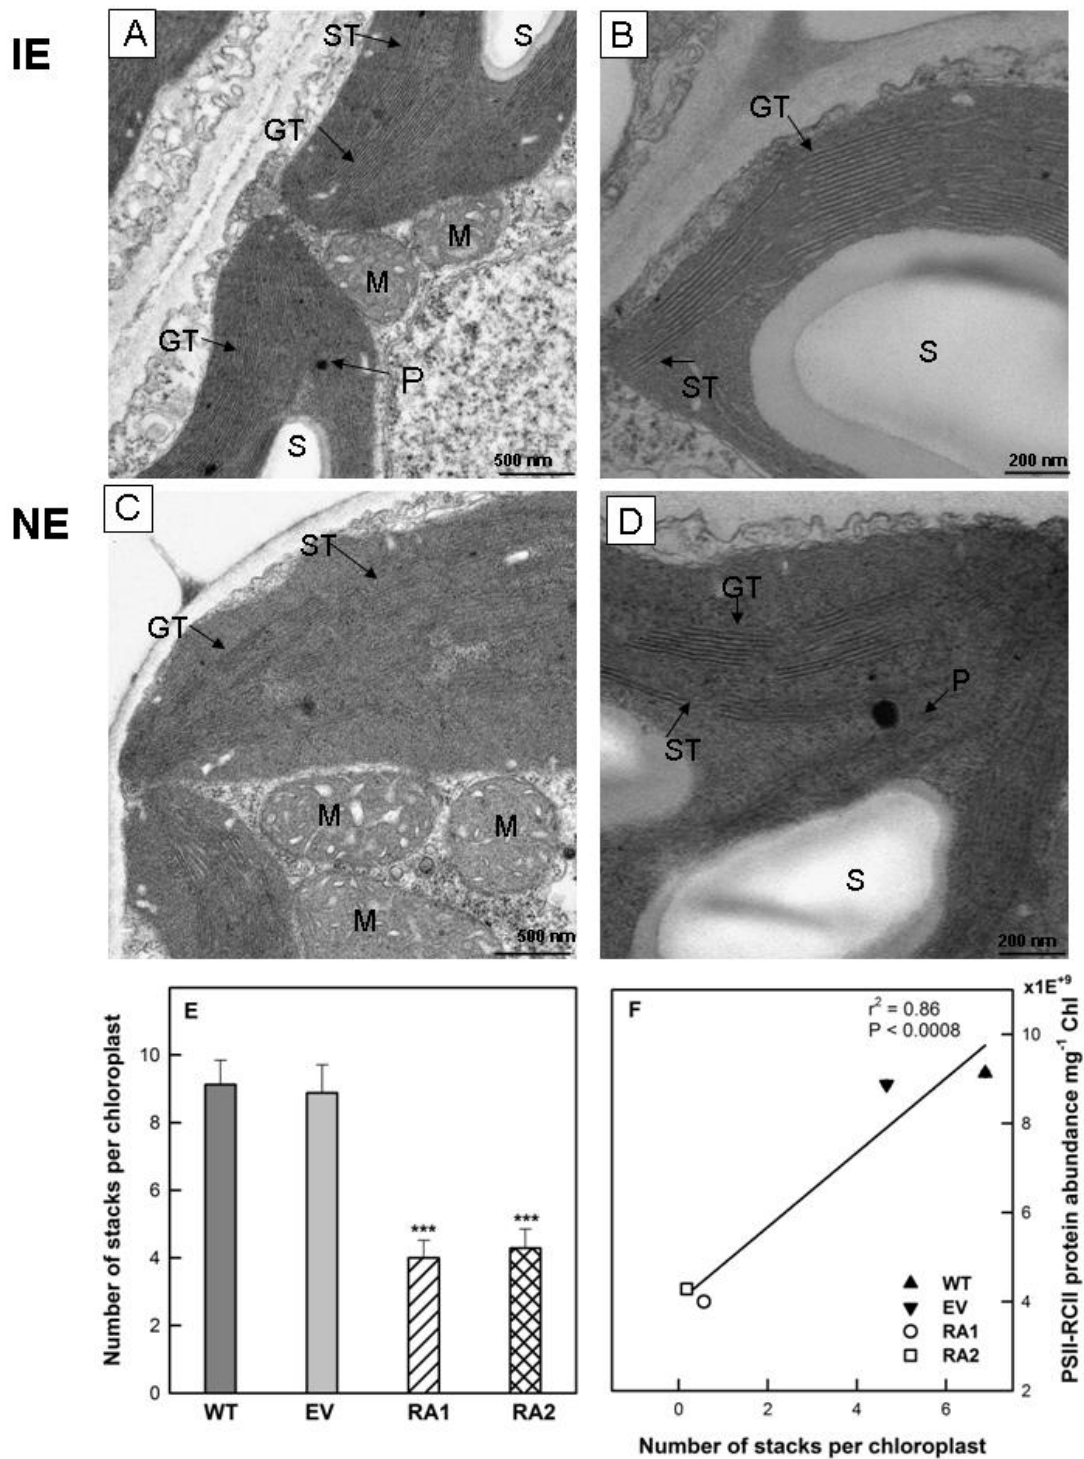 IE
A
ST
S
GT
M
M
GT
P
S
500 nm
B
GT
S
ST
200 nm
NE
C
ST
GT
M
M
M
500 nm
D
GT
P
ST
S
200 nm
E
Number of stacks per chloroplast
10
8
6
4
2
0
***
***
WT
EV
RA1
RA2
F
x1E+9
r² = 0.86
P < 0.0008
10
8
6
4
2
PSII-RCII protein abundance mg⁻¹ Chl
WT
EV
RA1
RA2
0 2 4 6
Number of stacks per chloroplast